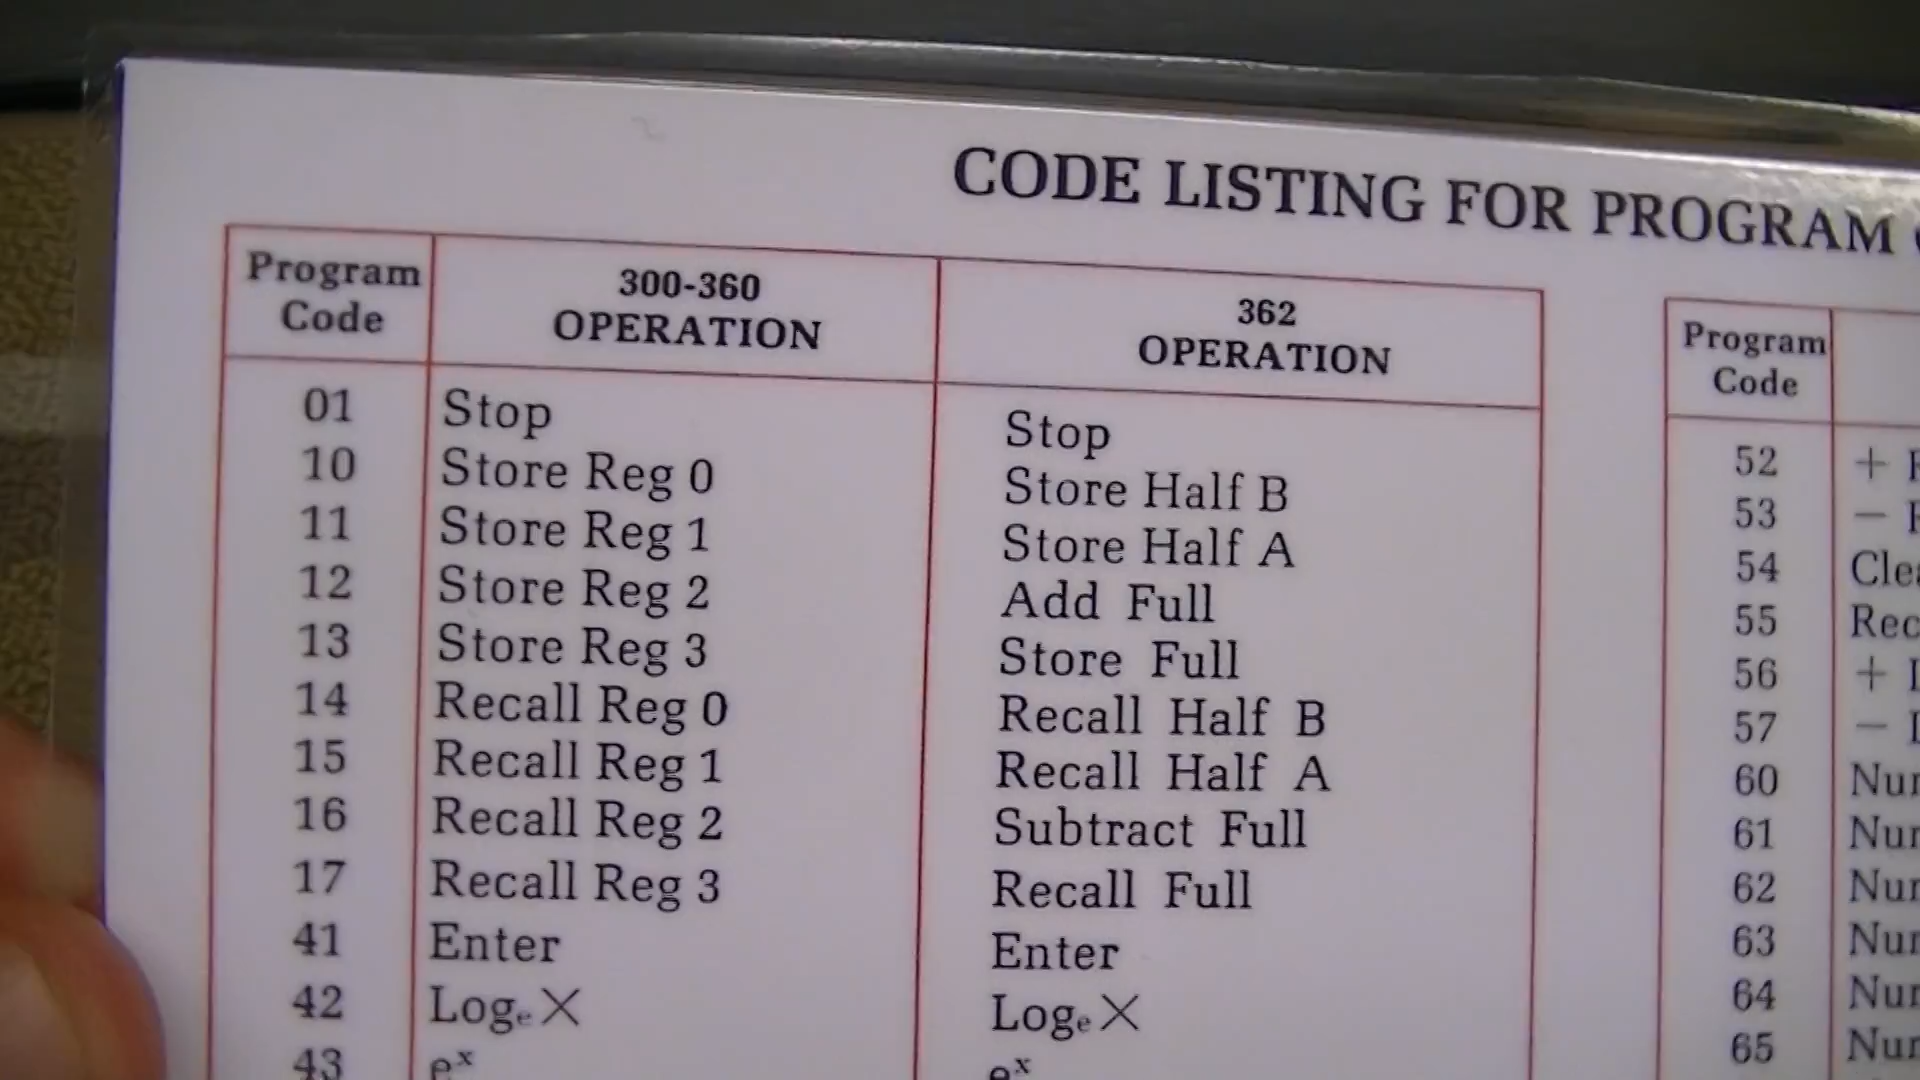 CODE LISTING FOR PROGRAM
Program Code | 300-360 OPERATION | 362 OPERATION
01 Stop Stop
10 Store Reg 0 Store Half B
11 Store Reg 1 Store Half A
12 Store Reg 2 Add Full
13 Store Reg 3 Store Full
14 Recall Reg 0 Recall Half B
15 Recall Reg 1 Recall Half A
16 Recall Reg 2 Subtract Full
17 Recall Reg 3 Recall Full
41 Enter Enter
42 Logₑ X Logₑ X
43 eˣ eˣ
Program Code
52 +
53 −
54
55
56 +
57 −
60
61
62
63
64
65